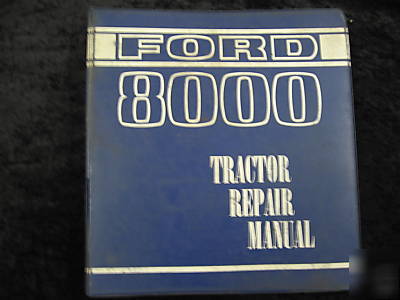 FORD
8000
TRACTOR
REPAIR
MANUAL